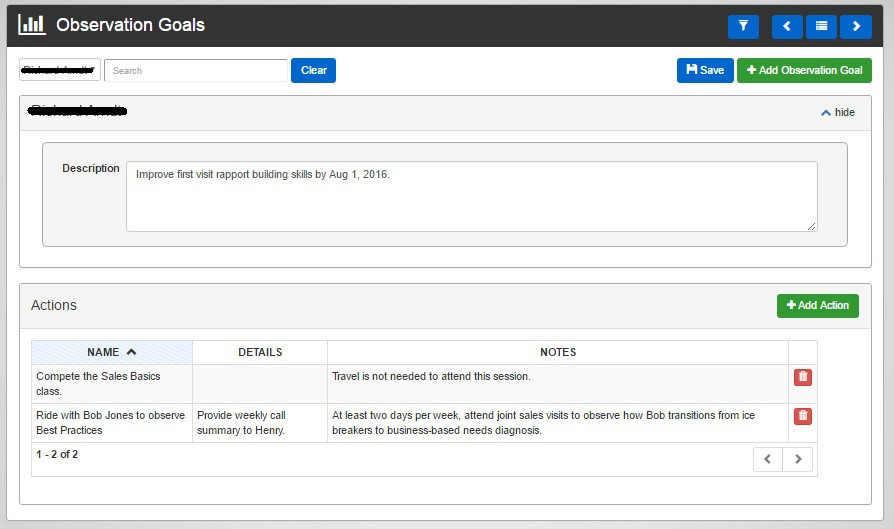 Observation Goals
Search
Clear
Save
Add Observation Goal
hide
Description
Improve first visit rapport building skills by Aug 1, 2016.
Actions
Add Action
NAME DETAILS NOTES
Compete the Sales Basics Travel is not needed to attend this session.
class.
Ride with Bob Jones to observe Provide weekly call At least two days per week, attend joint sales visits to observe how Bob transitions from ice
Best Practices summary to Henry. breakers to business-based needs diagnosis.
1 - 2 of 2